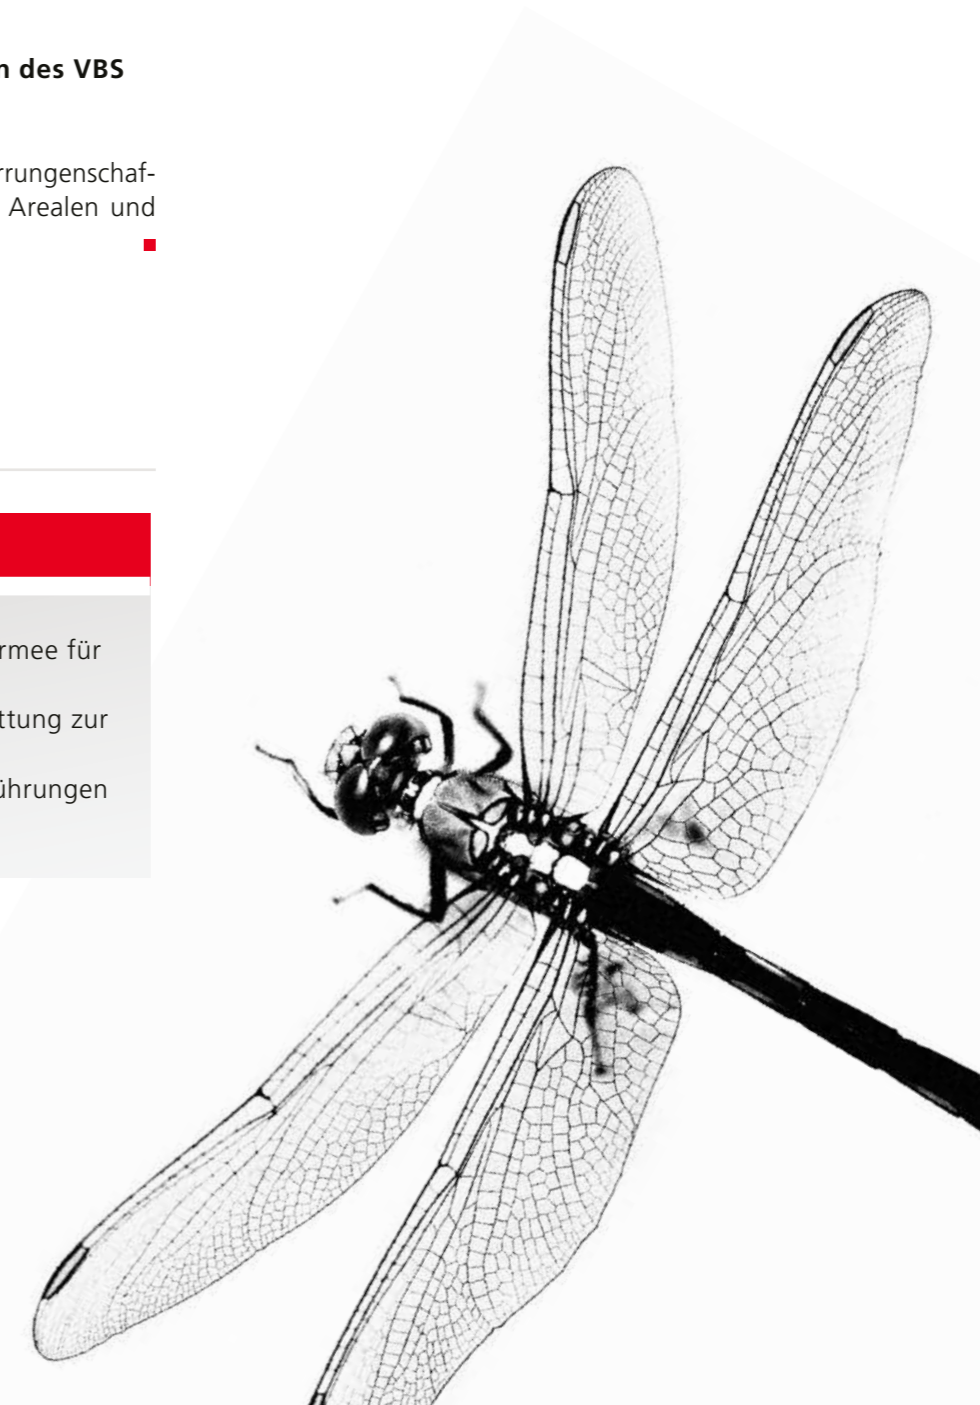 des VBS
rrungenschaf-
Arealen und
rmee für
ttung zur
ührungen